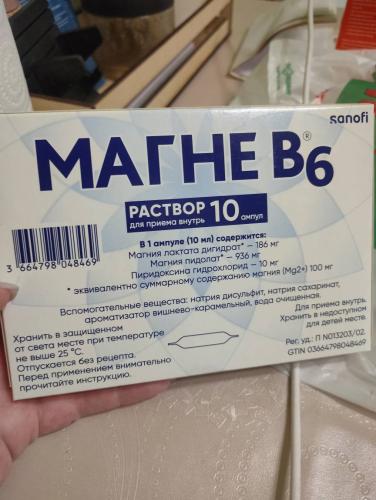 sanofi
МАГНЕ B6®
РАСТВОР 10
для приема внутрь ампул
В 1 ампуле (10 мл) содержится:
Магния лактата дигидрат* – 186 мг
Магния пидолат* – 936 мг
Пиридоксина гидрохлорид – 10 мг
* эквивалентно суммарному содержанию магния (Mg2+) 100 мг
Вспомогательные вещества: натрия дисульфит, натрия сахаринат,
ароматизатор вишнево-карамельный, вода очищенная.
3 664798 048469
Хранить в защищенном
от света месте при температуре
не выше 25 °C.
Отпускается без рецепта.
Перед применением внимательно
прочитайте инструкцию.
Для приема внутрь.
Хранить в недоступном
для детей месте.
Рег. уд.: П N013203/02.
GTIN 03664798048469